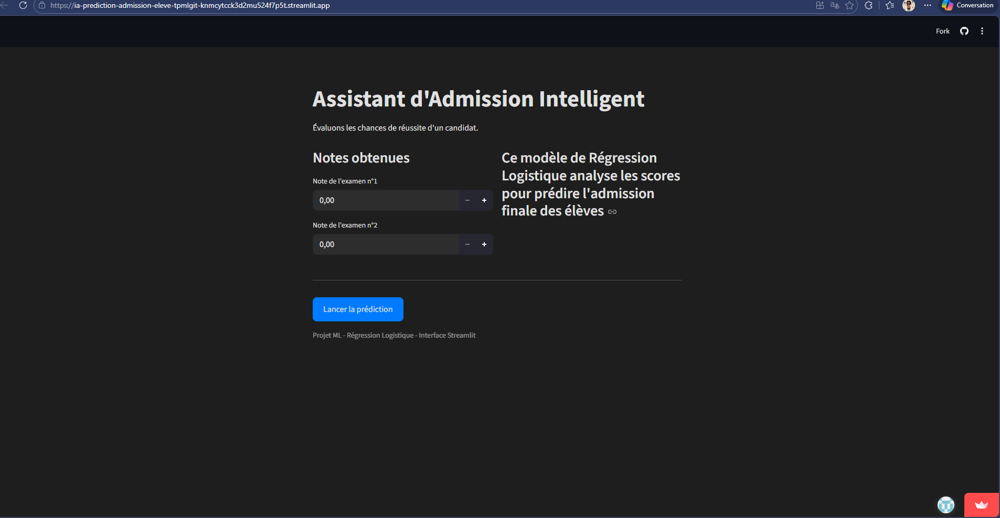 https://ia-prediction-admission-eleve-tpmlgit-knmcytcck3d2mu524f7p5t.streamlit.app
Conversation
Fork
Assistant d'Admission Intelligent
Évaluons les chances de réussite d'un candidat.
Notes obtenues
Note de l'examen n°1
0,00
Note de l'examen n°2
0,00
Ce modèle de Régression
Logistique analyse les scores
pour prédire l'admission
finale des élèves
Lancer la prédiction
Projet ML - Régression Logistique - Interface Streamlit